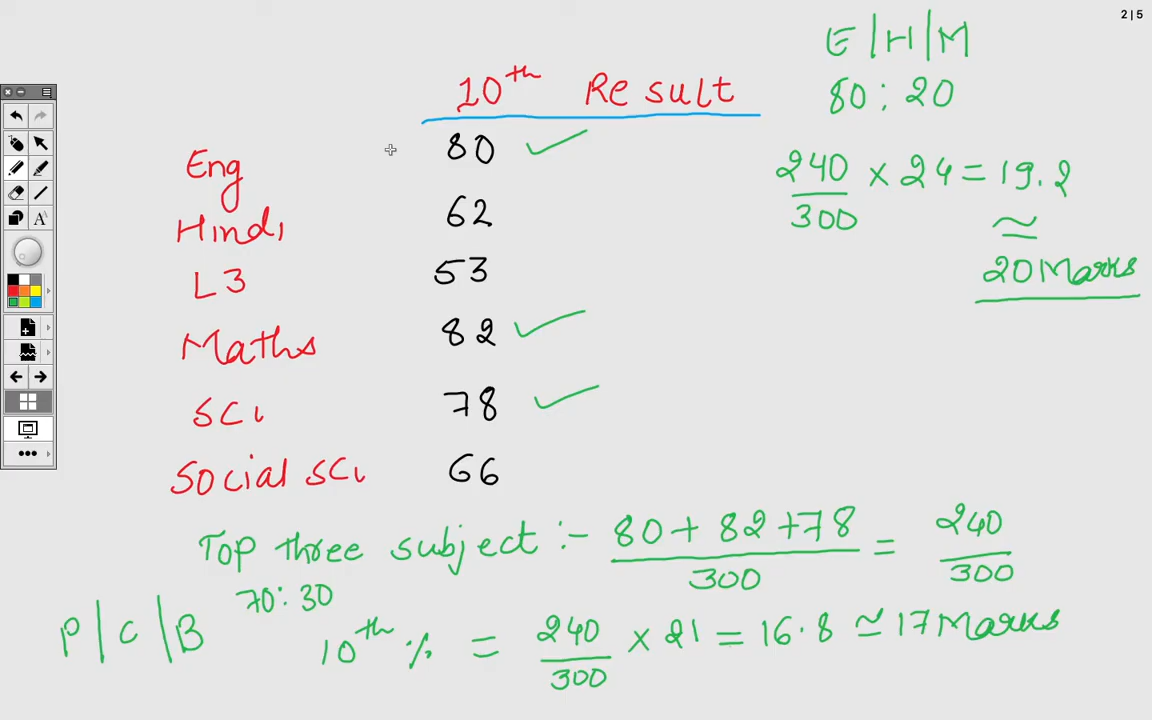 2|5
E|H|M
80:20
10th Result
Eng 80
Hindi 62
L3 53
Maths 82
SCi 78
Social SCi 66
240/300 × 24 = 19.2
≈
20 Marks
Top three subject :- 80+82+78/300 = 240/300
P|C|B 70:30
10th % = 240/300 × 21 = 16.8 ≃ 17 Marks